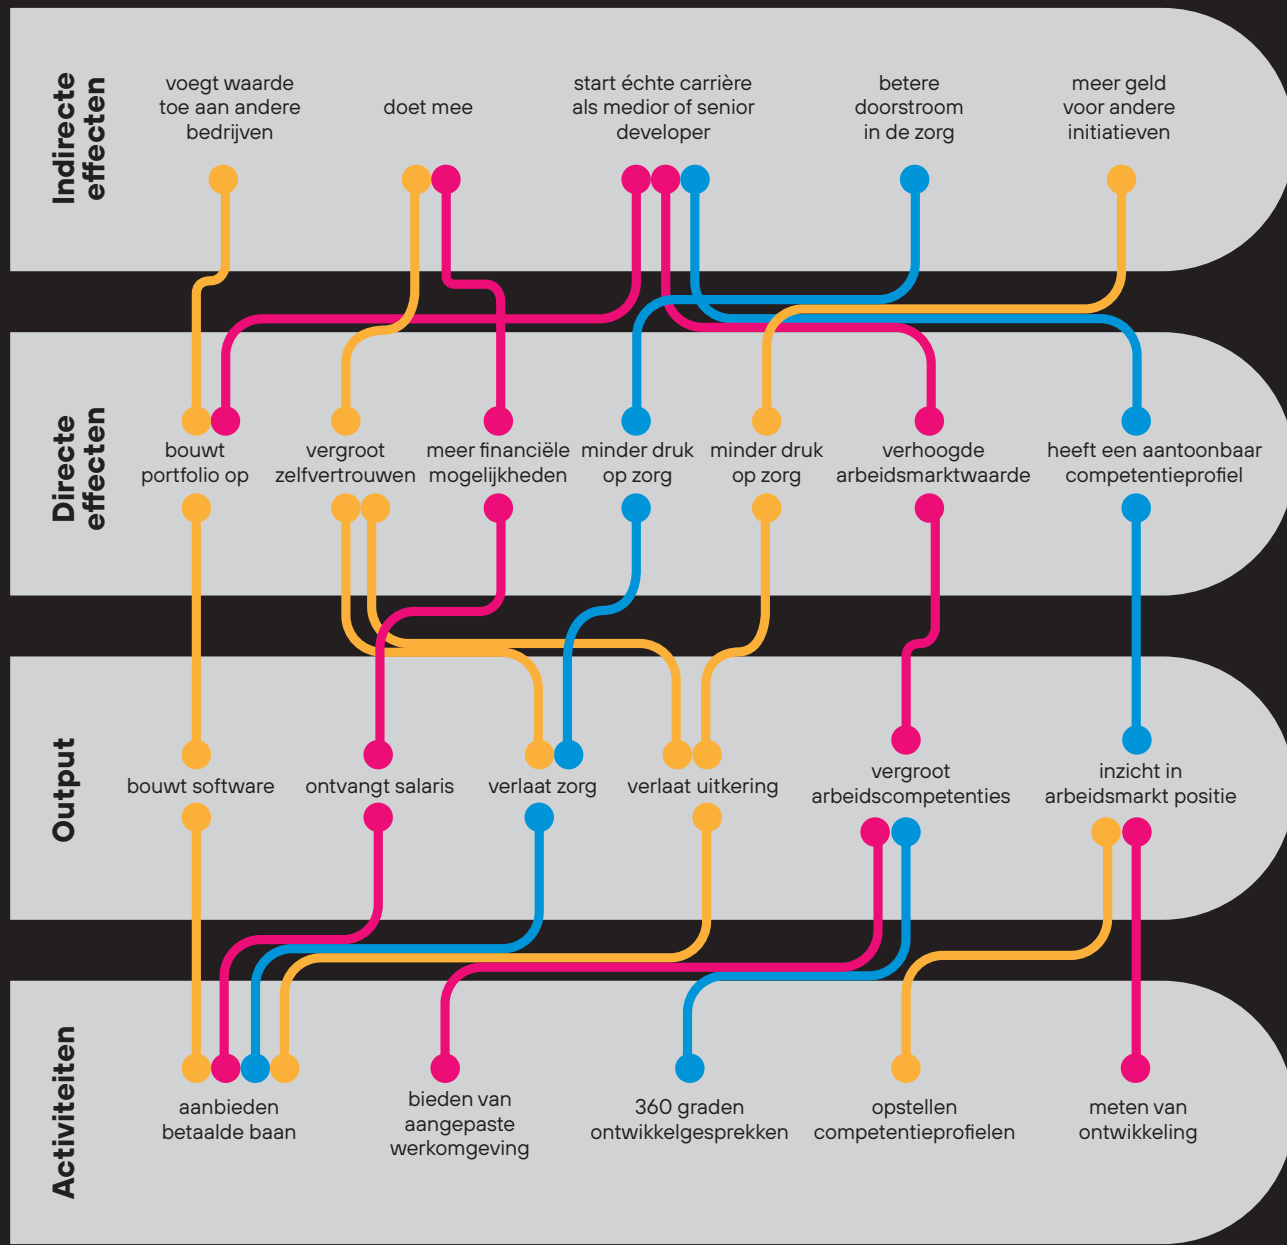 Indirecte
effecten
voegt waarde
toe aan andere
bedrijven
doet mee
start échte carrière
als medior of senior
developer
betere
doorstroom
in de zorg
meer geld
voor andere
initiatieven
Directe
effecten
bouwt
portfolio op
vergroot
zelfvertrouwen
meer financiële
mogelijkheden
minder druk
op zorg
minder druk
op zorg
verhoogde
arbeidsmarktwaarde
heeft een aantoonbaar
competentieprofiel
Output
bouwt software
ontvangt salaris
verlaat zorg
verlaat uitkering
vergroot
arbeidscompetenties
inzicht in
arbeidsmarkt positie
Activiteiten
aanbieden
betaalde baan
bieden van
aangepaste
werkomgeving
360 graden
ontwikkelgesprekken
opstellen
competentieprofielen
meten van
ontwikkeling